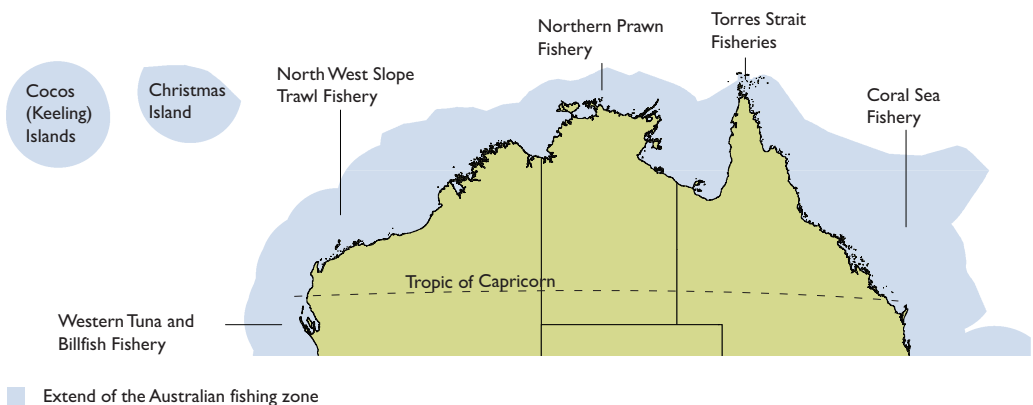 Northern Prawn
Fishery
Torres Strait
Fisheries
North West Slope
Trawl Fishery
Cocos
(Keeling)
Islands
Christmas
Island
Coral Sea
Fishery
Tropic of Capricorn
Western Tuna and
Billfish Fishery
Extend of the Australian fishing zone